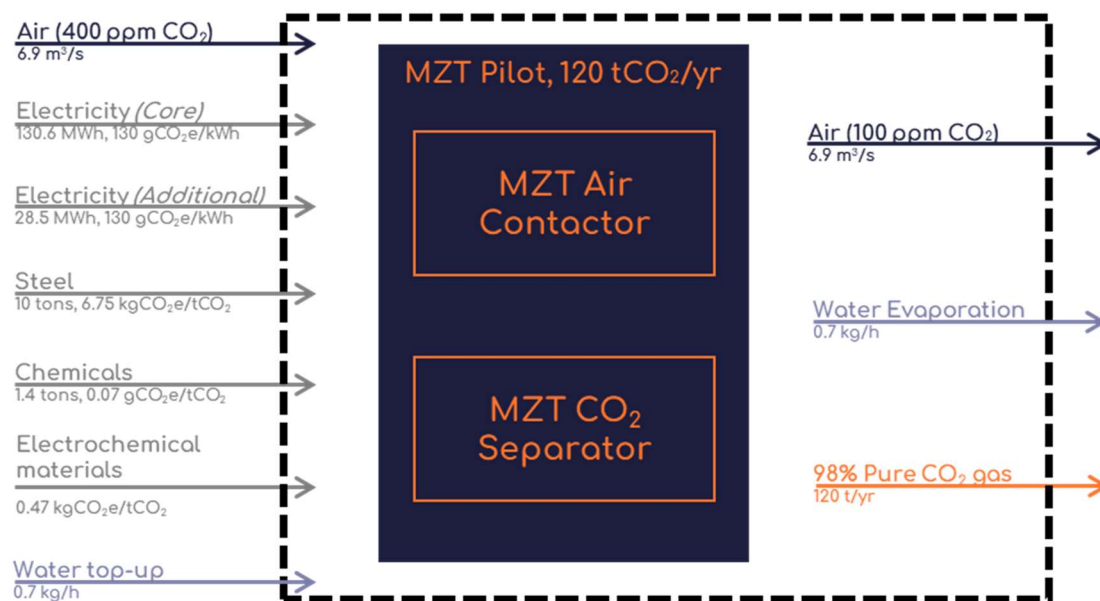 Air (400 ppm CO₂)
6.9 m³/s
Electricity (Core)
130.6 MWh, 130 gCO₂e/kWh
Electricity (Additional)
28.5 MWh, 130 gCO₂e/kWh
Steel
10 tons, 6.75 kgCO₂e/tCO₂
Chemicals
1.4 tons, 0.07 gCO₂e/tCO₂
Electrochemical
materials
0.47 kgCO₂e/tCO₂
Water top-up
0.7 kg/h
MZT Pilot, 120 tCO₂/yr
MZT Air
Contactor
MZT CO₂
Separator
Air (100 ppm CO₂)
6.9 m³/s
Water Evaporation
0.7 kg/h
98% Pure CO₂ gas
120 t/yr